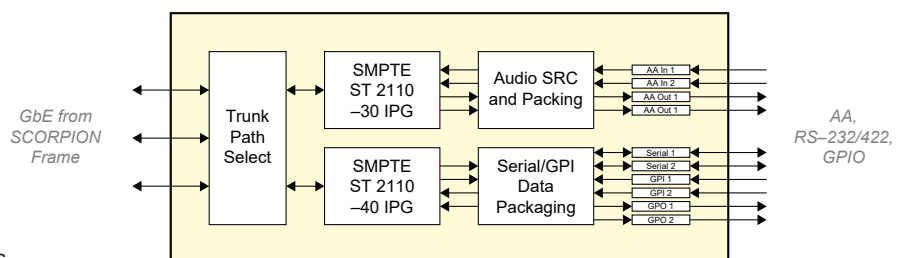 GbE from
SCORPION
Frame
Trunk
Path
Select
SMPTE
ST 2110
–30 IPG
Audio SRC
and Packing
AA In 1
AA In 2
AA Out 1
AA Out 1
SMPTE
ST 2110
–40 IPG
Serial/GPI
Data
Packaging
Serial 1
Serial 2
GPI 1
GPI 2
GPO 1
GPO 2
AA,
RS–232/422,
GPIO